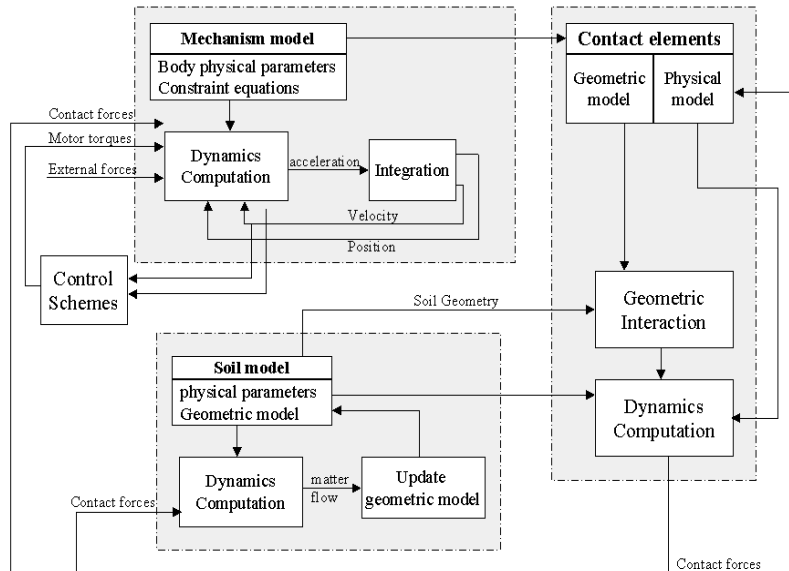 Mechanism model
Body physical parameters
Constraint equations
Contact elements
Geometric
model
Physical
model
Contact forces
Motor torques
External forces
Dynamics
Computation
acceleration
Integration
Velocity
Position
Control
Schemes
Soil Geometry
Geometric
Interaction
Soil model
physical parameters
Geometric model
Dynamics
Computation
Dynamics
Computation
matter
flow
Update
geometric model
Contact forces
Contact forces